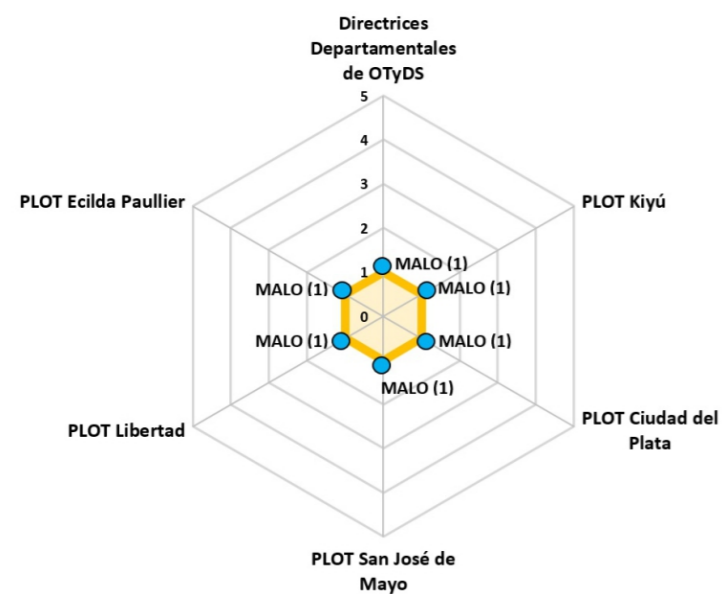 Directrices
Departamentales
de OTyDS
5
4
3
2
1
0
PLOT Ecilda Paullier
PLOT Kiyú
MALO (1)
MALO (1)
MALO (1)
MALO (1)
MALO (1)
MALO (1)
PLOT Libertad
PLOT Ciudad del
Plata
PLOT San José de
Mayo